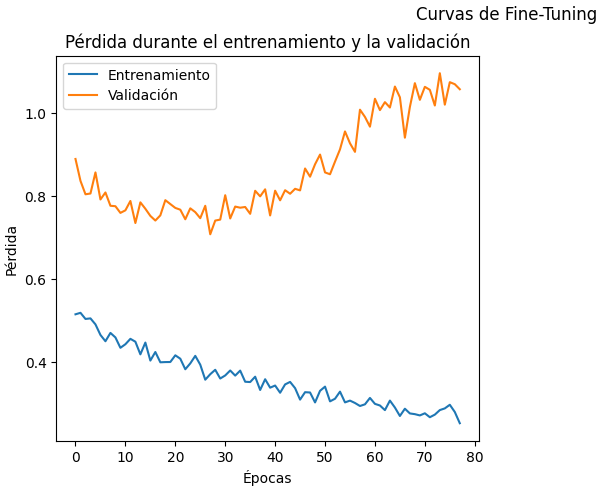 Curvas de Fine-Tuning
Pérdida durante el entrenamiento y la validación
Entrenamiento
Validación
1.0
0.8
0.6
0.4
Pérdida
0 10 20 30 40 50 60 70 80
Épocas